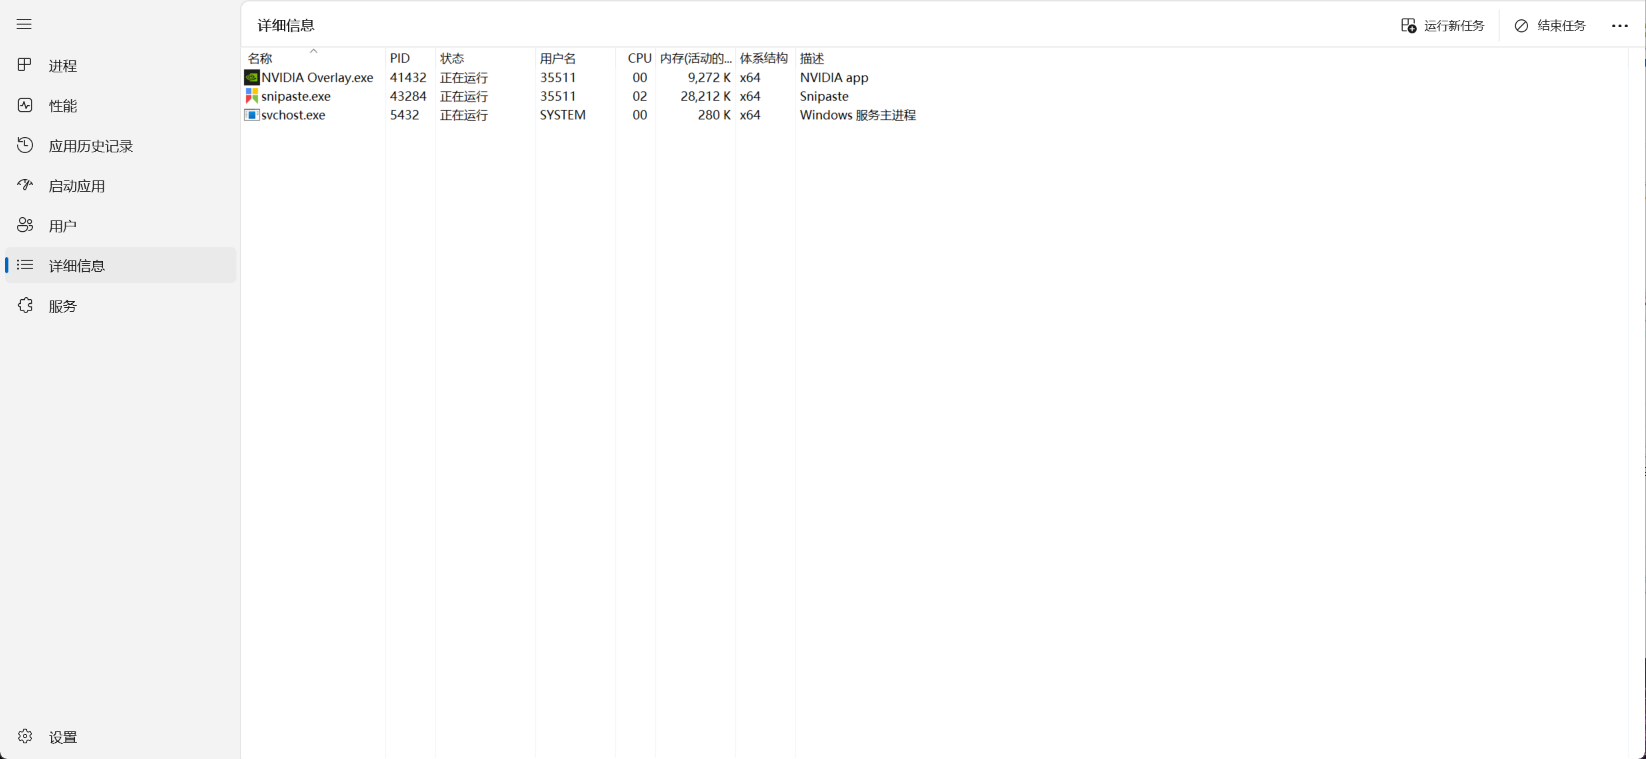 详细信息
运行新任务
结束任务
进程
性能
应用历史记录
启动应用
用户
详细信息
服务
设置
名称 PID 状态 用户名 CPU 内存(活动的... 体系结构 描述
NVIDIA Overlay.exe 41432 正在运行 35511 00 9,272 K x64 NVIDIA app
snipaste.exe 43284 正在运行 35511 02 28,212 K x64 Snipaste
svchost.exe 5432 正在运行 SYSTEM 00 280 K x64 Windows 服务主进程